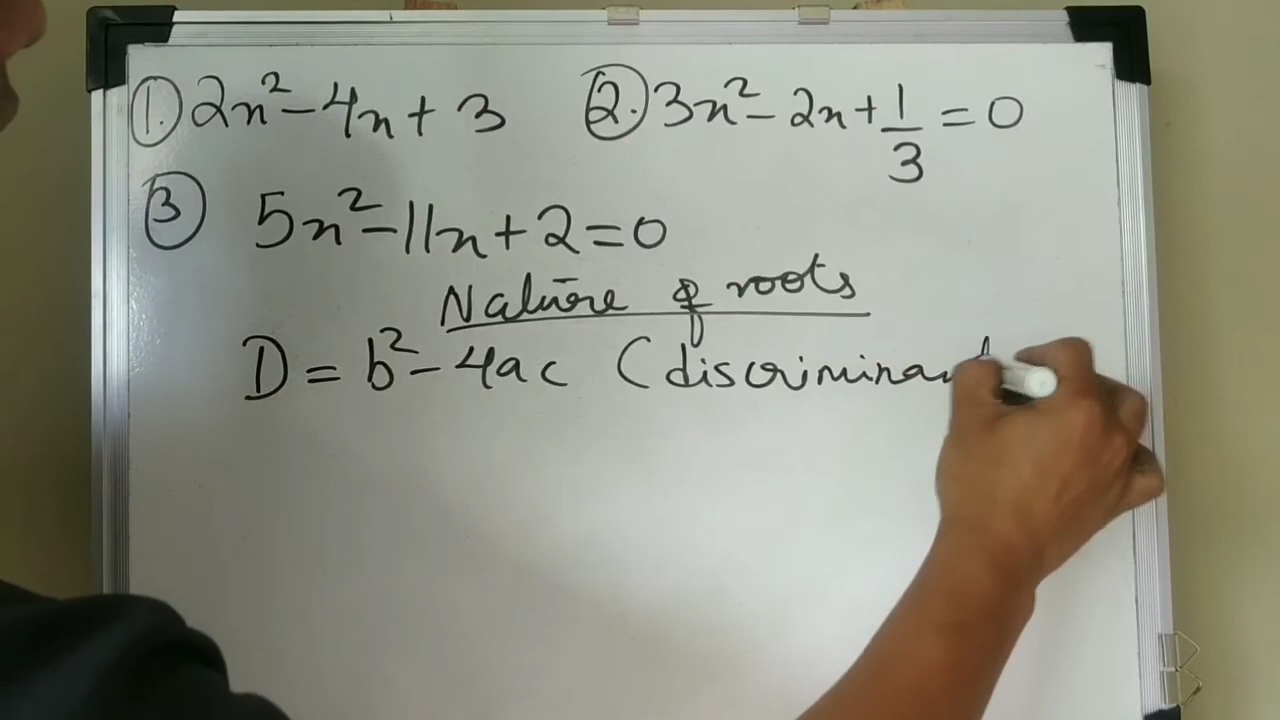 ① 2x² - 4x + 3 ② 3x² - 2x + 1/3 = 0
③ 5x² - 11x + 2 = 0
Nature of roots
D = b² - 4ac (discriminant